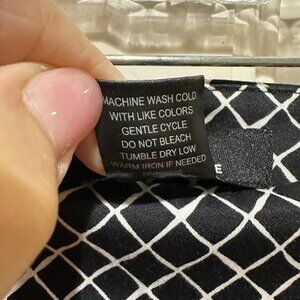 MACHINE WASH COLD
WITH LIKE COLORS
GENTLE CYCLE
DO NOT BLEACH
TUMBLE DRY LOW
WARM IRON IF NEEDED
E